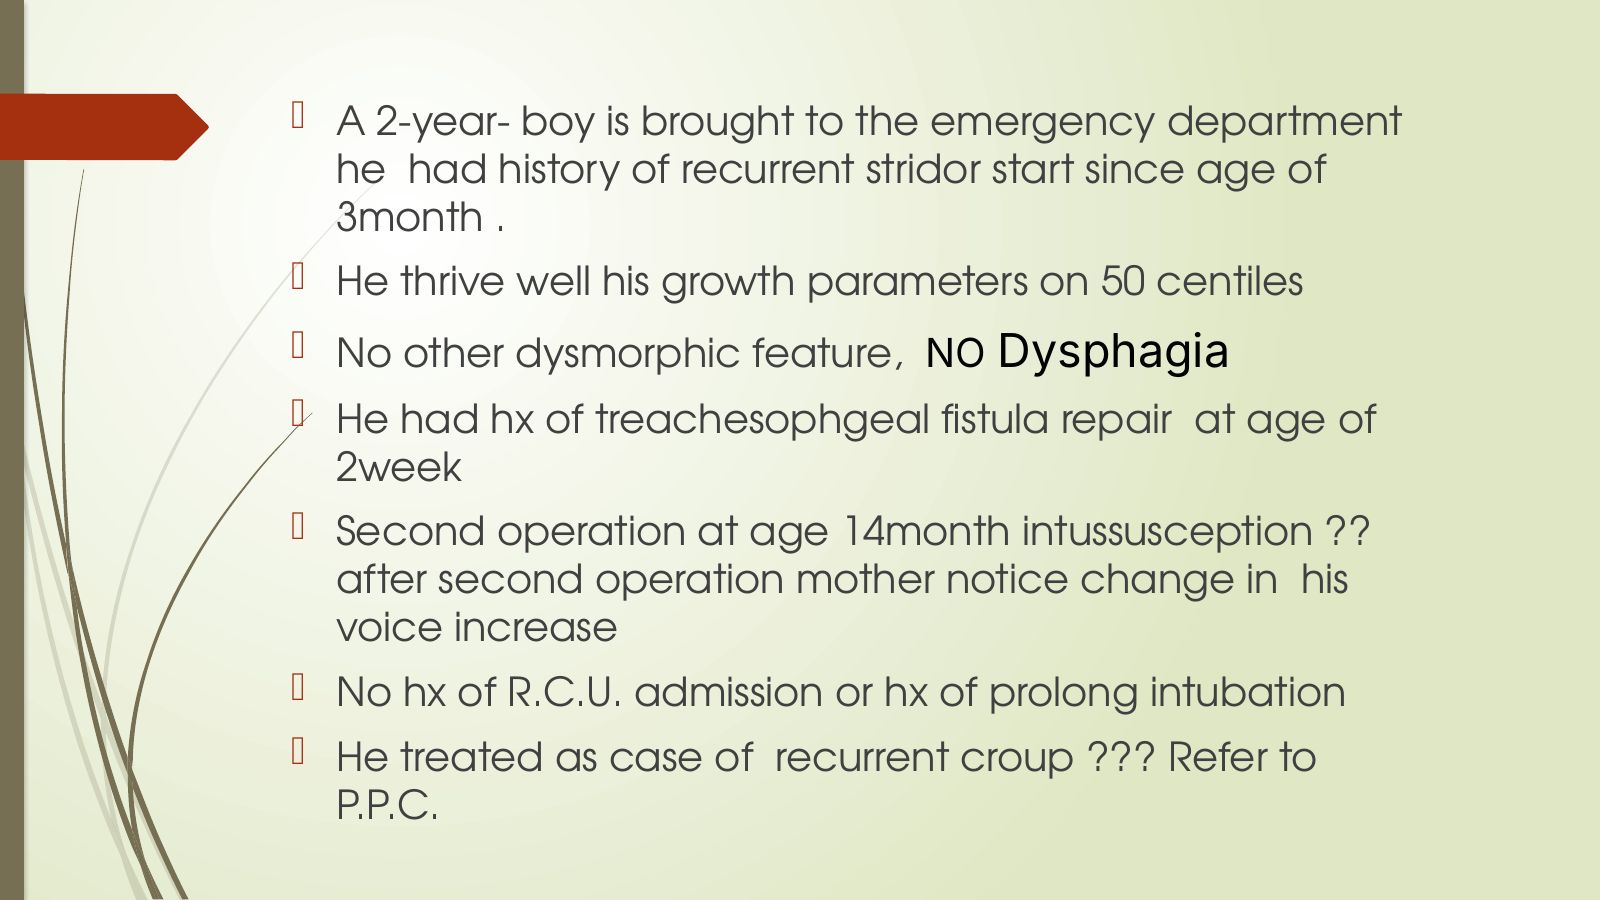 A 2-year- boy is brought to the emergency department
he  had history of recurrent stridor start since age of
3month .
He thrive well his growth parameters on 50 centiles
No other dysmorphic feature,  NO Dysphagia
He had hx of treachesophgeal fistula repair  at age of
2week
Second operation at age 14month intussusception ??
after second operation mother notice change in  his
voice increase
No hx of R.C.U. admission or hx of prolong intubation
He treated as case of  recurrent croup ??? Refer to
P.P.C.